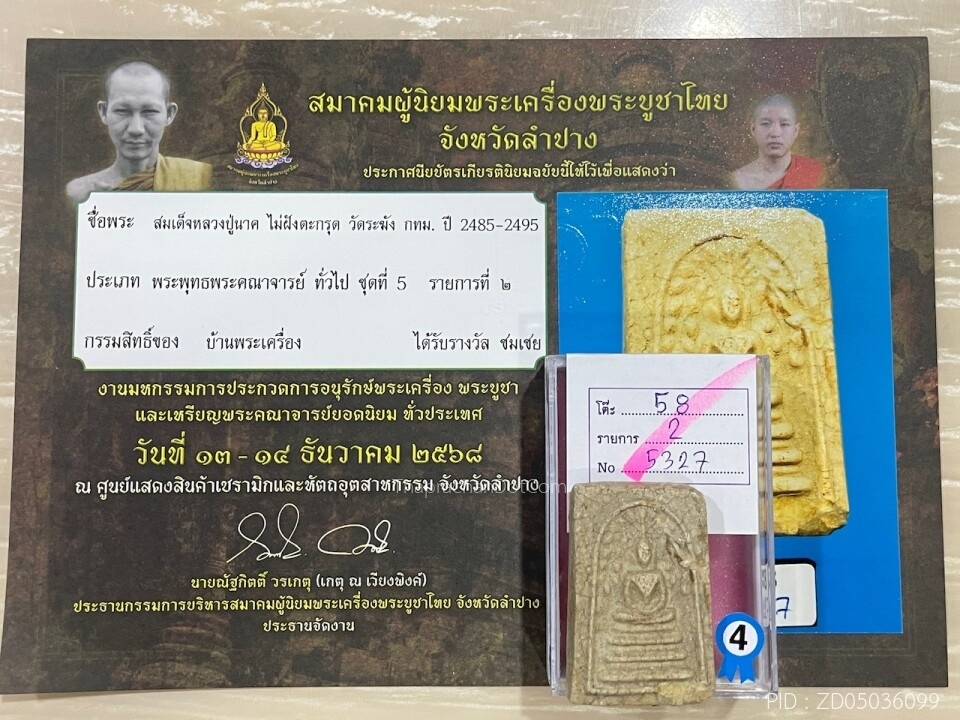 สมาคมผู้นิยมพระเครื่องพระบูชาไทย
จังหวัดลำปาง
ประกาศนียบัตรเกียรตินิยมฉบับนี้ให้ไว้เพื่อแสดงว่า
ชื่อพระ สมเด็จหลวงปู่นาค ไม่ฝังตะกรุด วัดระฆัง กทม. ปี 2485-2495
ประเภท พระพุทธพระคณาจารย์ ทั่วไป ชุดที่ 5 รายการที่ ๒
กรรมสิทธิ์ของ บ้านพระเครื่อง ได้รับรางวัล ชมเชย
งานมหกรรมการประกวดการอนุรักษ์พระเครื่อง พระบูชา
และเหรียญพระคณาจารย์ยอดนิยม ทั่วประเทศ
วันที่ ๑๓ - ๑๔ ธันวาคม ๒๕๖๘
ณ ศูนย์แสดงสินค้าเซรามิกและหัตถอุตสาหกรรม จังหวัดลำปาง
นายณัฐกิตติ์ วรเกตุ (เกตุ ณ เวียงพิงค์)
ประธานกรรมการบริหารสมาคมผู้นิยมพระเครื่องพระบูชาไทย จังหวัดลำปาง
ประธานจัดงาน
โต๊ะ 58
รายการ 2
No 5327
7
4
PID : ZD05036099